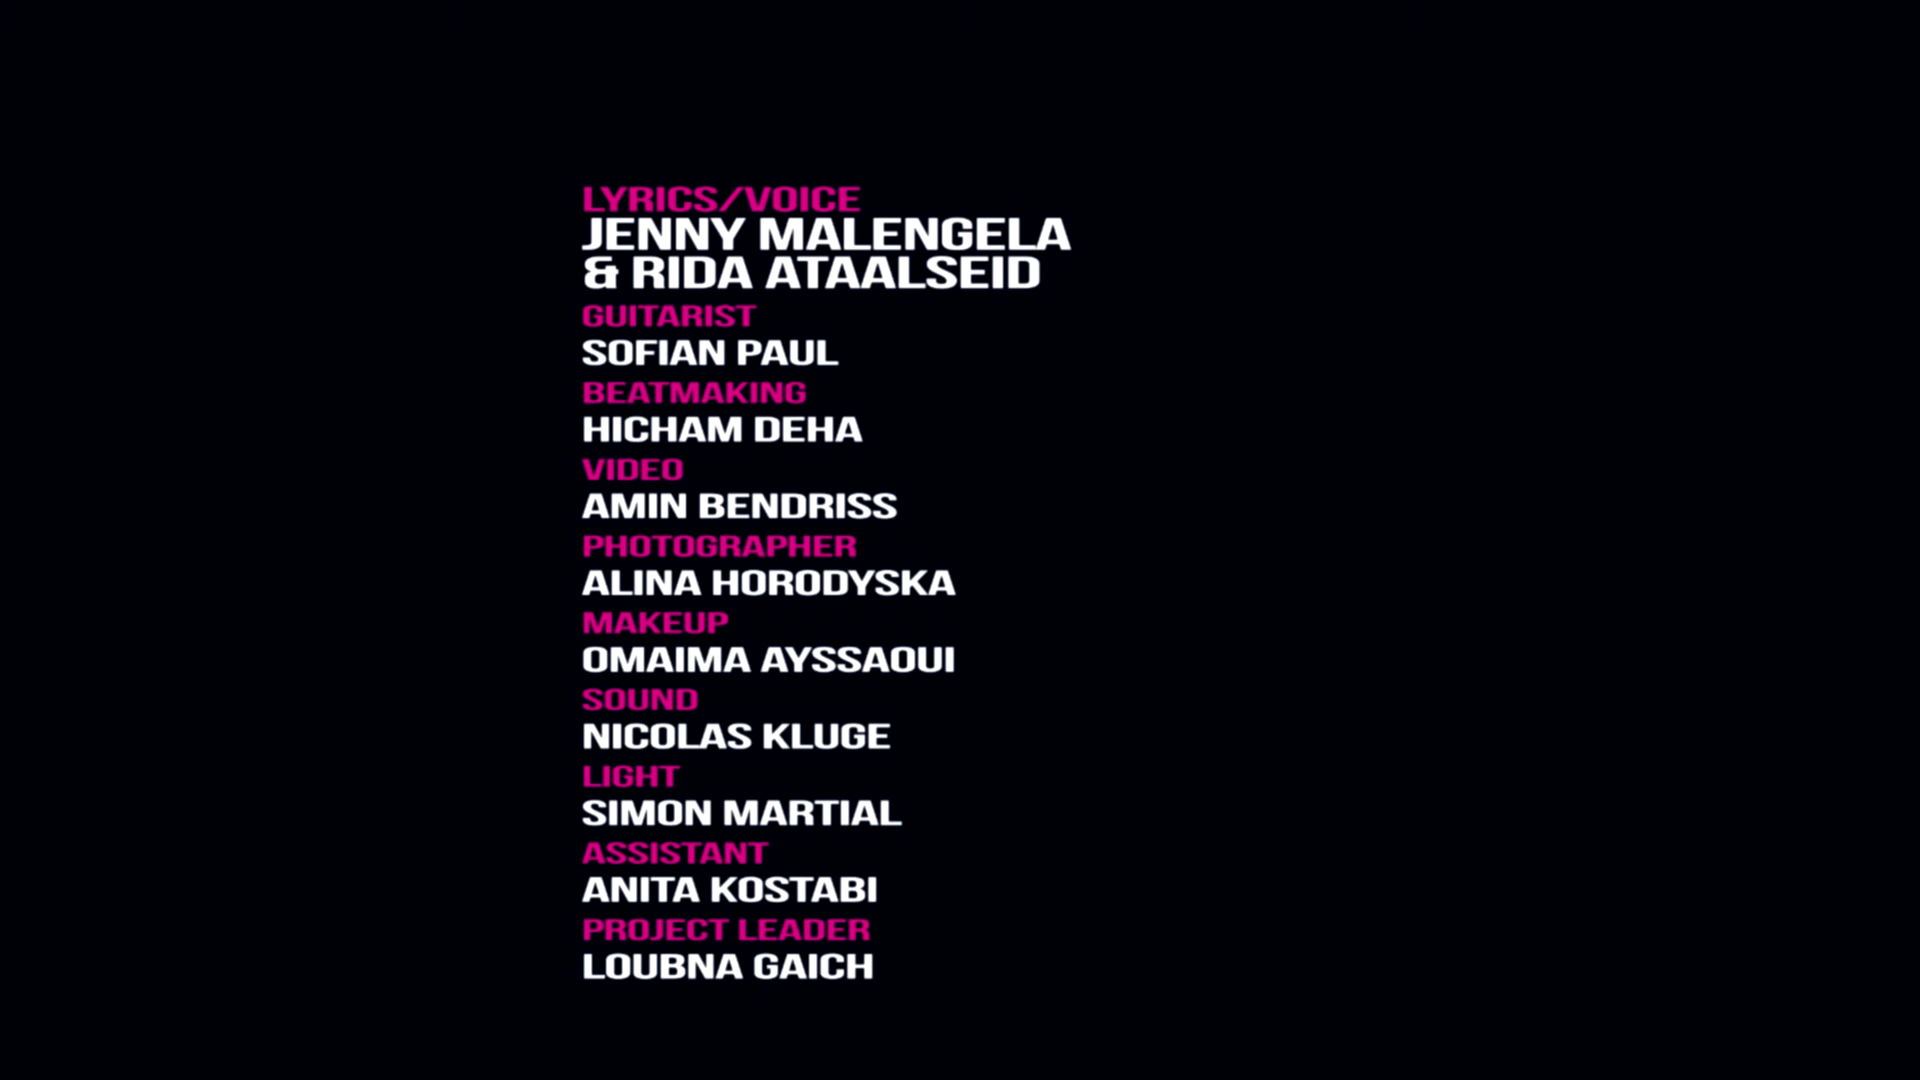 LYRICS/VOICE
JENNY MALENGELA
& RIDA ATAALSEID
GUITARIST
SOFIAN PAUL
BEATMAKING
HICHAM DEHA
VIDEO
AMIN BENDRISS
PHOTOGRAPHER
ALINA HORODYSKA
MAKEUP
OMAIMA AYSSAOUI
SOUND
NICOLAS KLUGE
LIGHT
SIMON MARTIAL
ASSISTANT
ANITA KOSTABI
PROJECT LEADER
LOUBNA GAICH